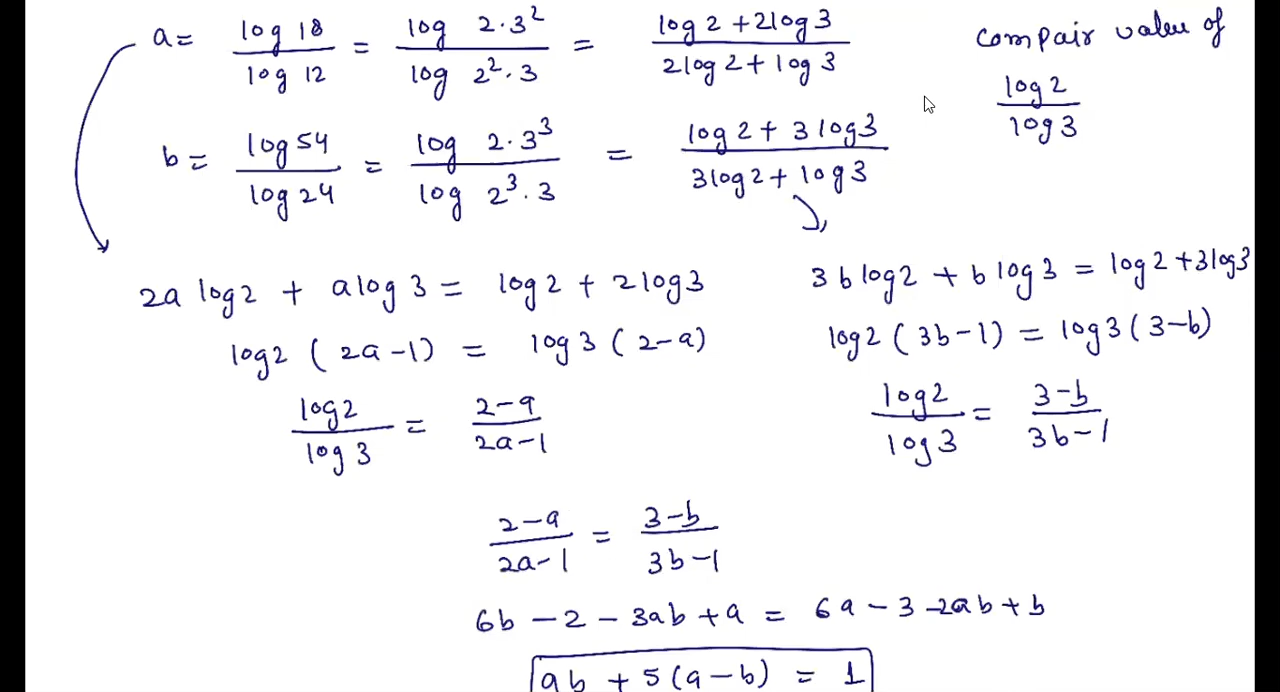 a = log 18 / log 12 = log 2·3² / log 2²·3 = log 2 + 2log 3 / 2log 2 + log 3
compair value of
log 2 / log 3
b = log 54 / log 24 = log 2·3³ / log 2³·3 = log 2 + 3log 3 / 3log 2 + log 3
2a log 2 + a log 3 = log 2 + 2 log 3
3b log 2 + b log 3 = log 2 + 3 log 3
log 2 (2a - 1) = log 3 (2 - a)
log 2 (3b - 1) = log 3 (3 - b)
log 2 / log 3 = 2 - a / 2a - 1
log 2 / log 3 = 3 - b / 3b - 1
2 - a / 2a - 1 = 3 - b / 3b - 1
6b - 2 - 3ab + a = 6a - 3 - 2ab + b
ab + 5(a - b) = 1